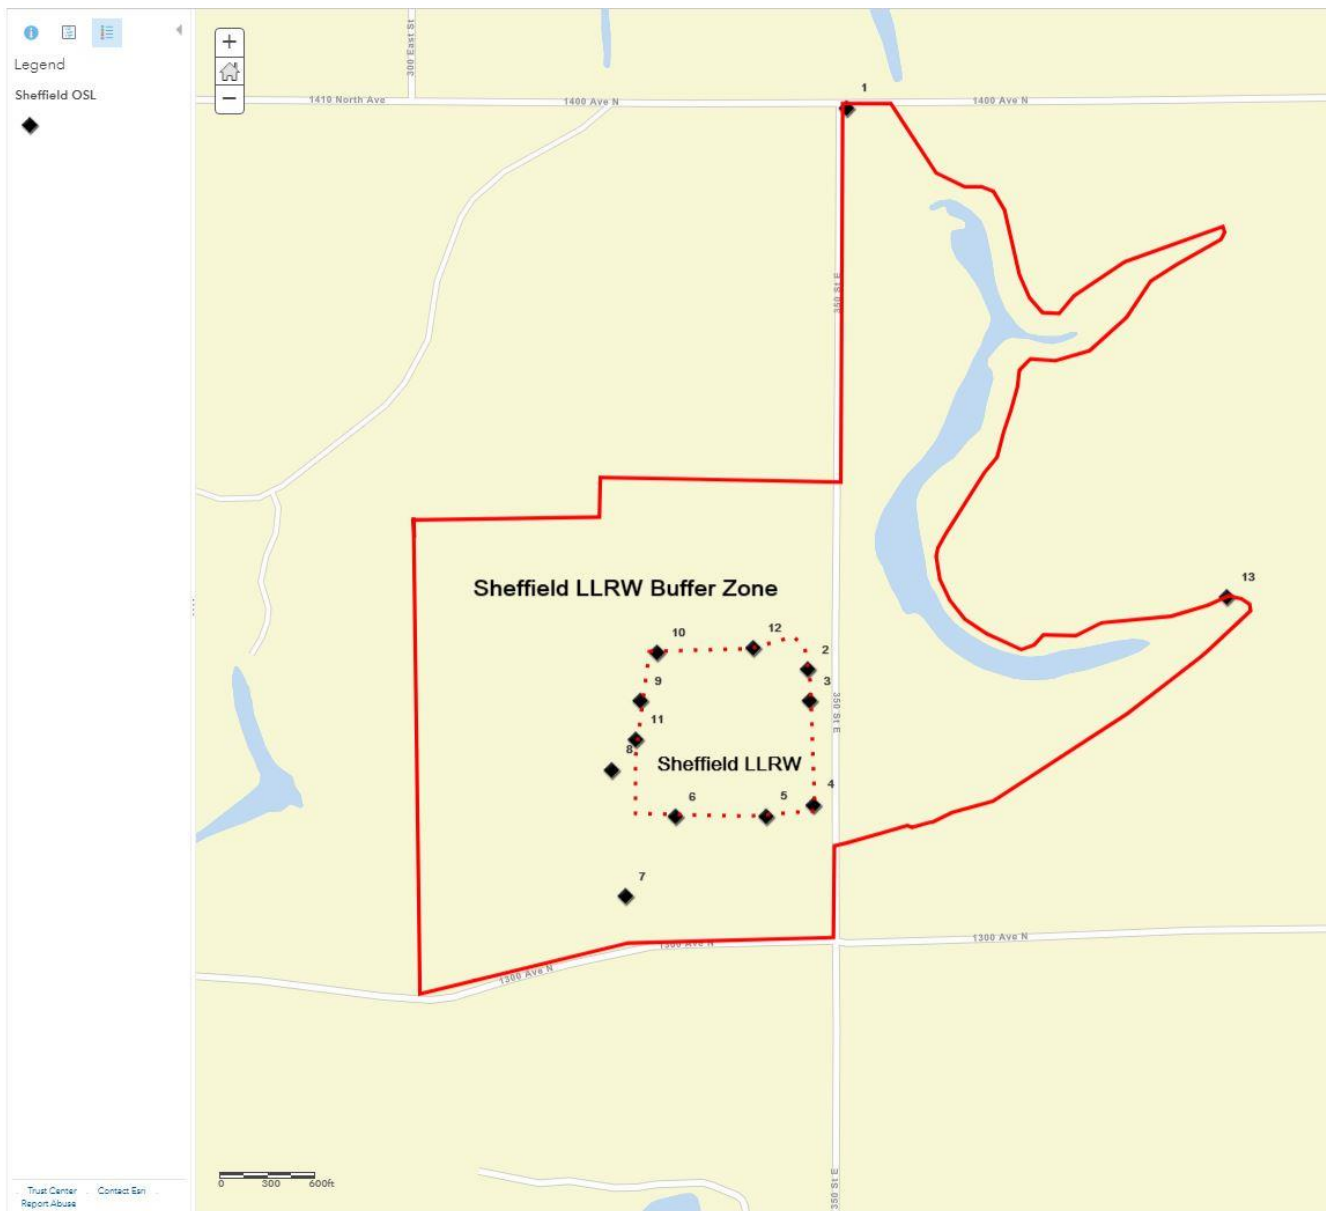 Legend
Sheffield OSL
+
−
300 East St
1410 North Ave
1400 Ave N
1
1400 Ave N
350 St E
13
Sheffield LLRW Buffer Zone
10
12
2
9
3
11
350 St E
8
Sheffield LLRW
4
6
5
7
1300 Ave N
1300 Ave N
1300 Ave N
350 St E
0 300 600ft
Trust Center
Contact Esri
Report Abuse